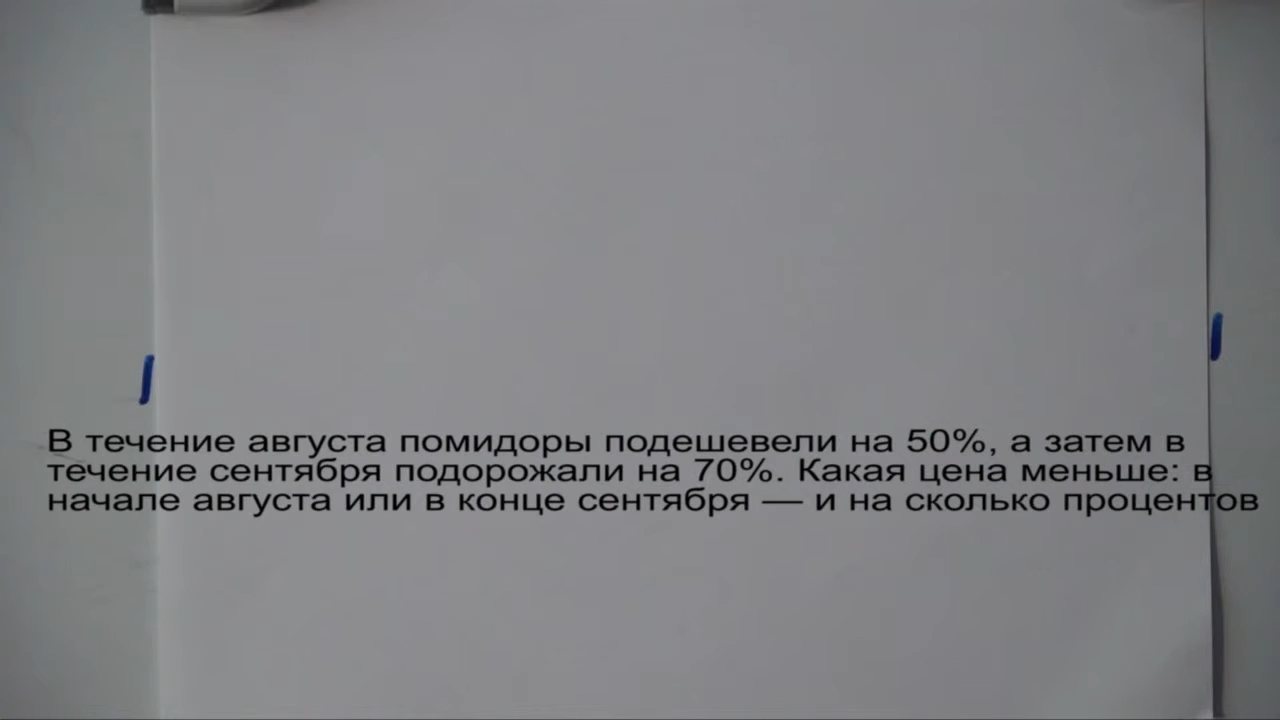 В течение августа помидоры подешевели на 50%, а затем в
течение сентября подорожали на 70%. Какая цена меньше: в
начале августа или в конце сентября — и на сколько процентов